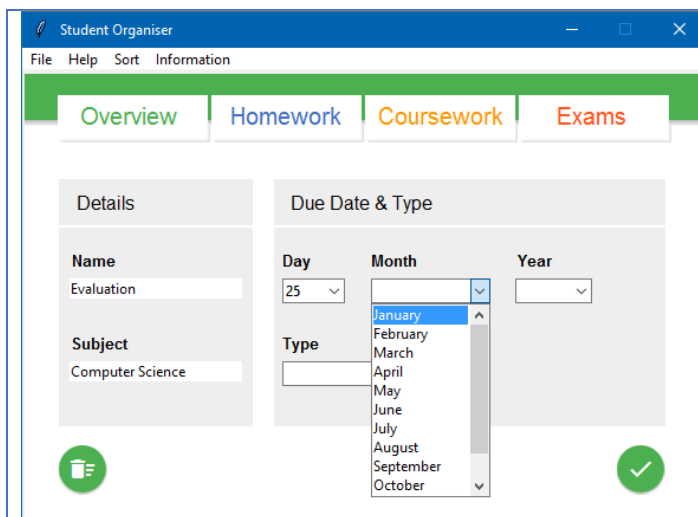 Student Organiser
File Help Sort Information
Overview Homework Coursework Exams
Details
Due Date & Type
Name
Evaluation
Subject
Computer Science
Day Month Year
25
Type
January
February
March
April
May
June
July
August
September
October